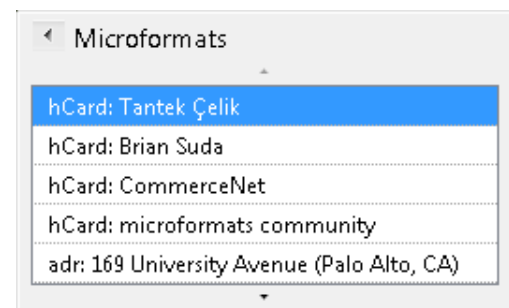 Microformats
hCard: Tantek Çelik
hCard: Brian Suda
hCard: CommerceNet
hCard: microformats community
adr: 169 University Avenue (Palo Alto, CA)